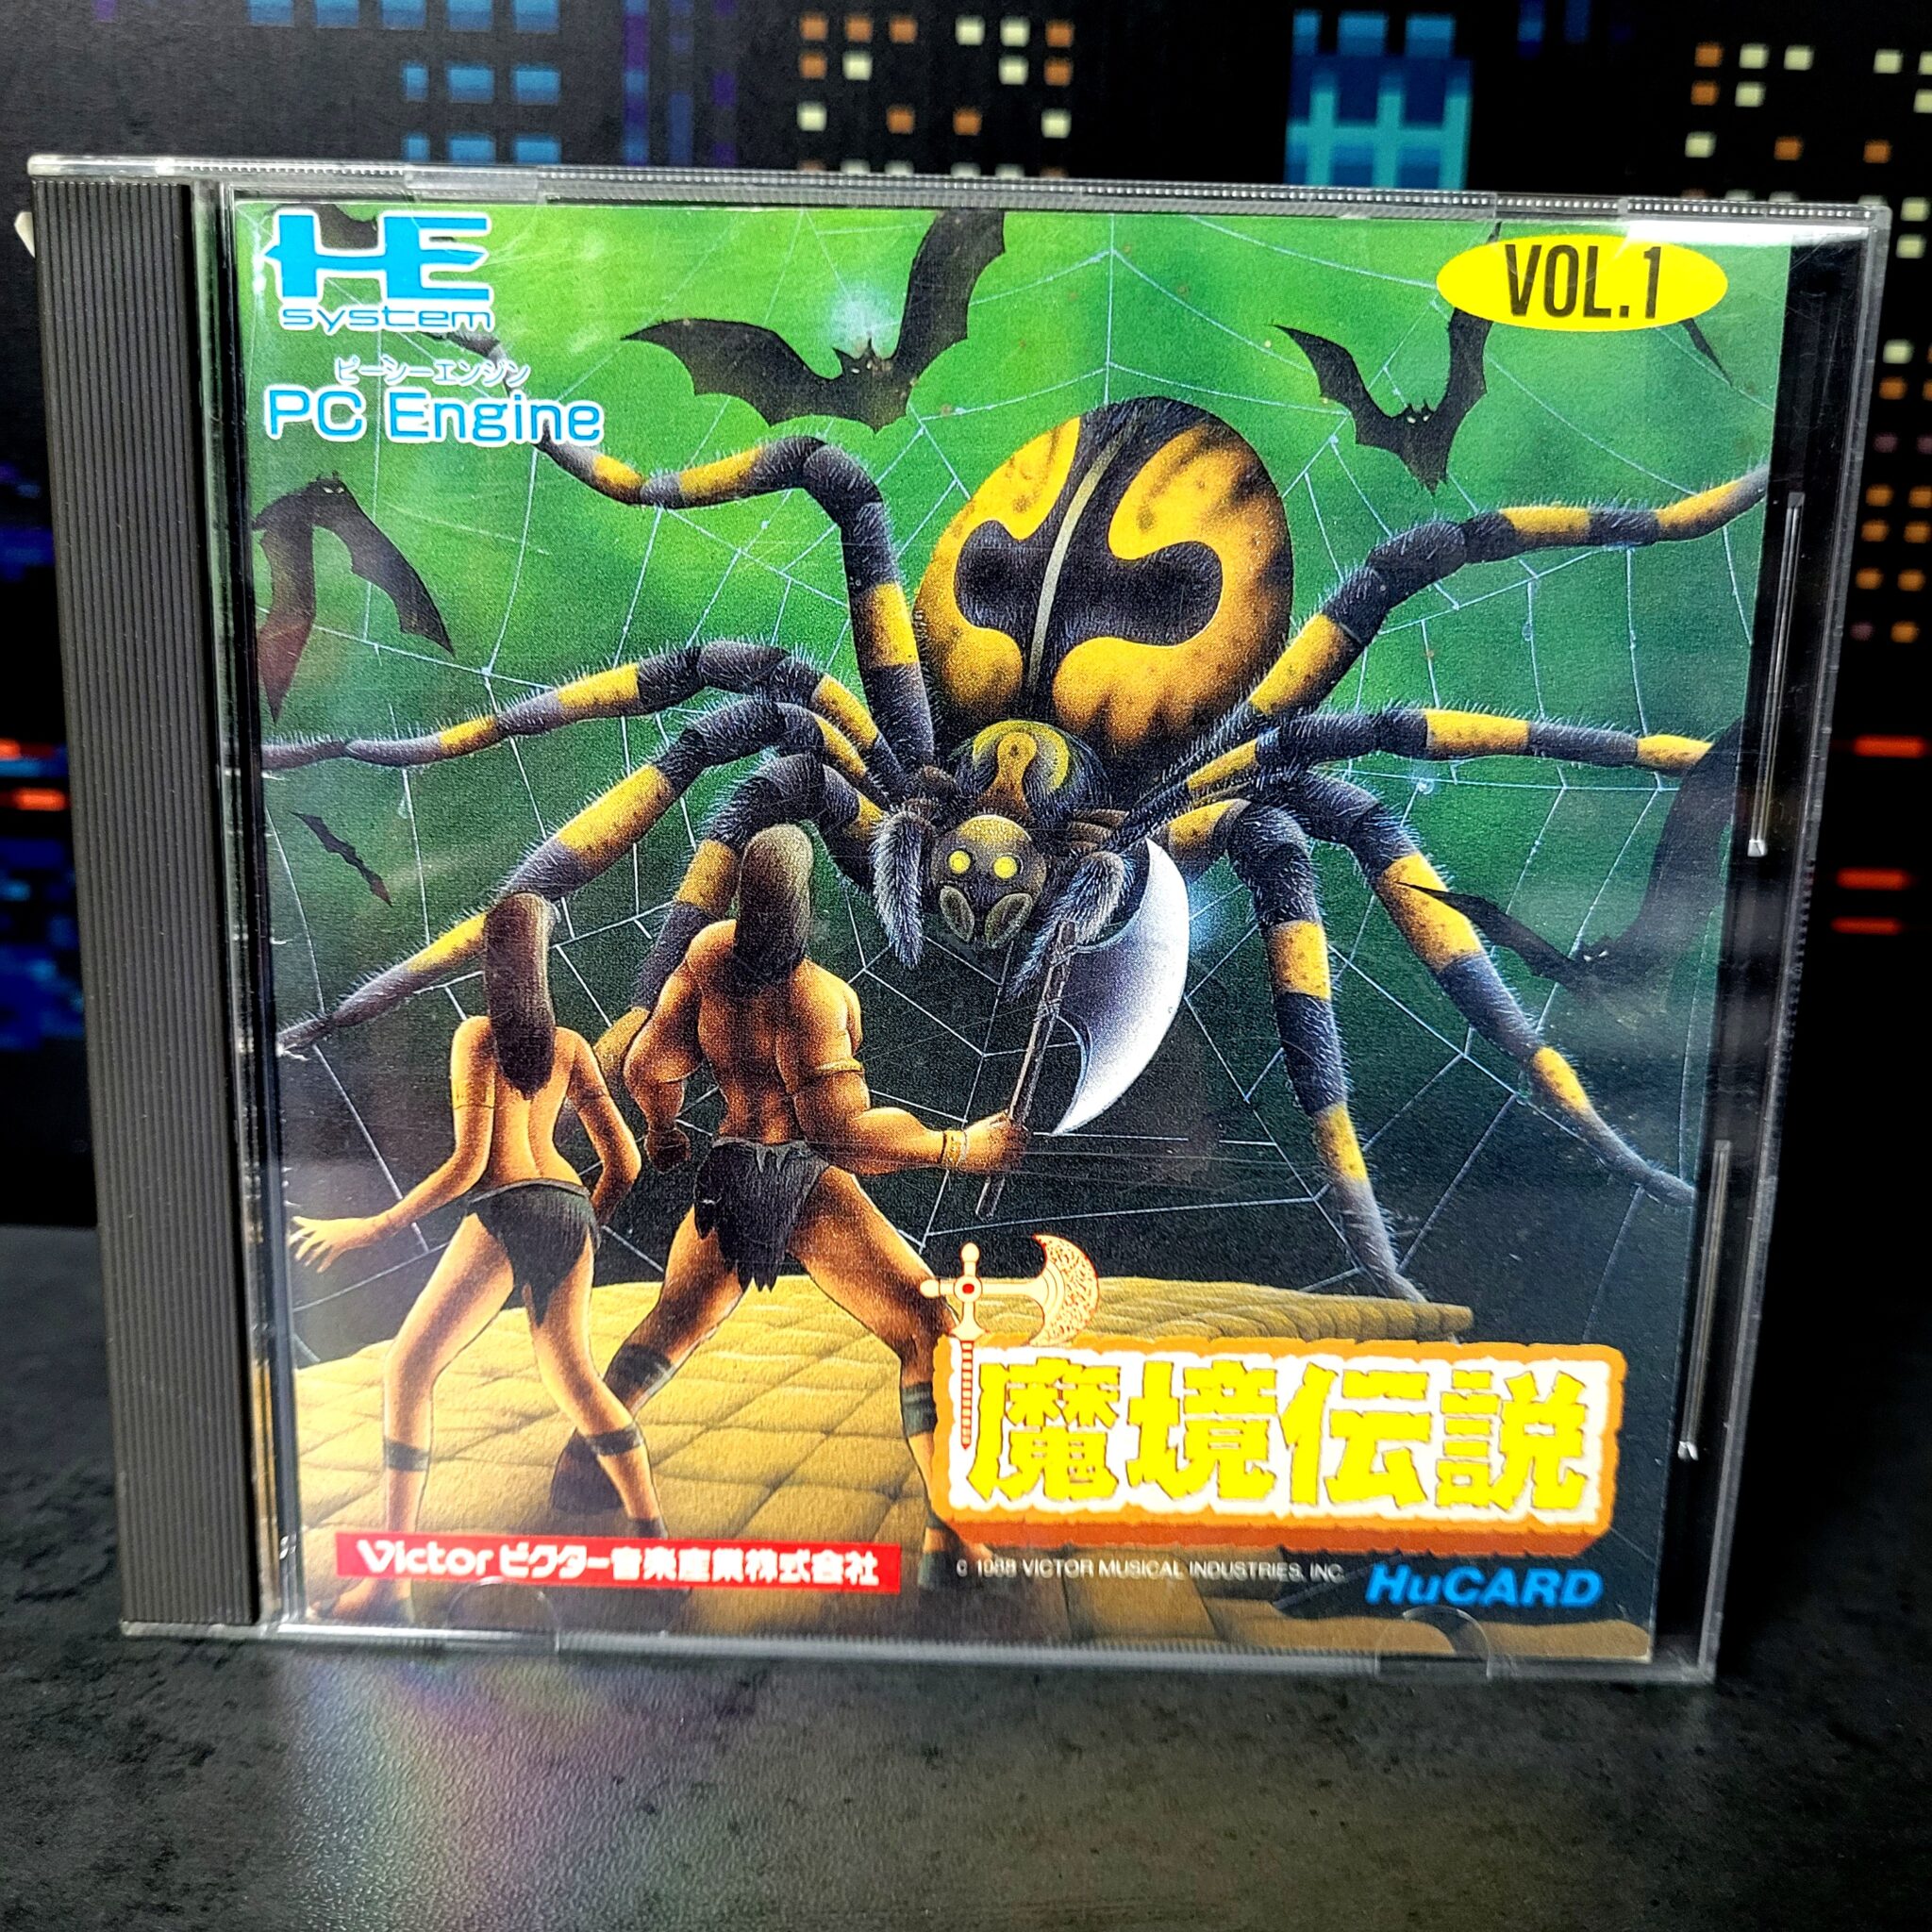 HE
system
VOL.1
ピーシーエンジン
PC Engine
魔境伝説
Victor ビクター音楽産業株式会社
© 1988 VICTOR MUSICAL INDUSTRIES, INC.
HuCARD